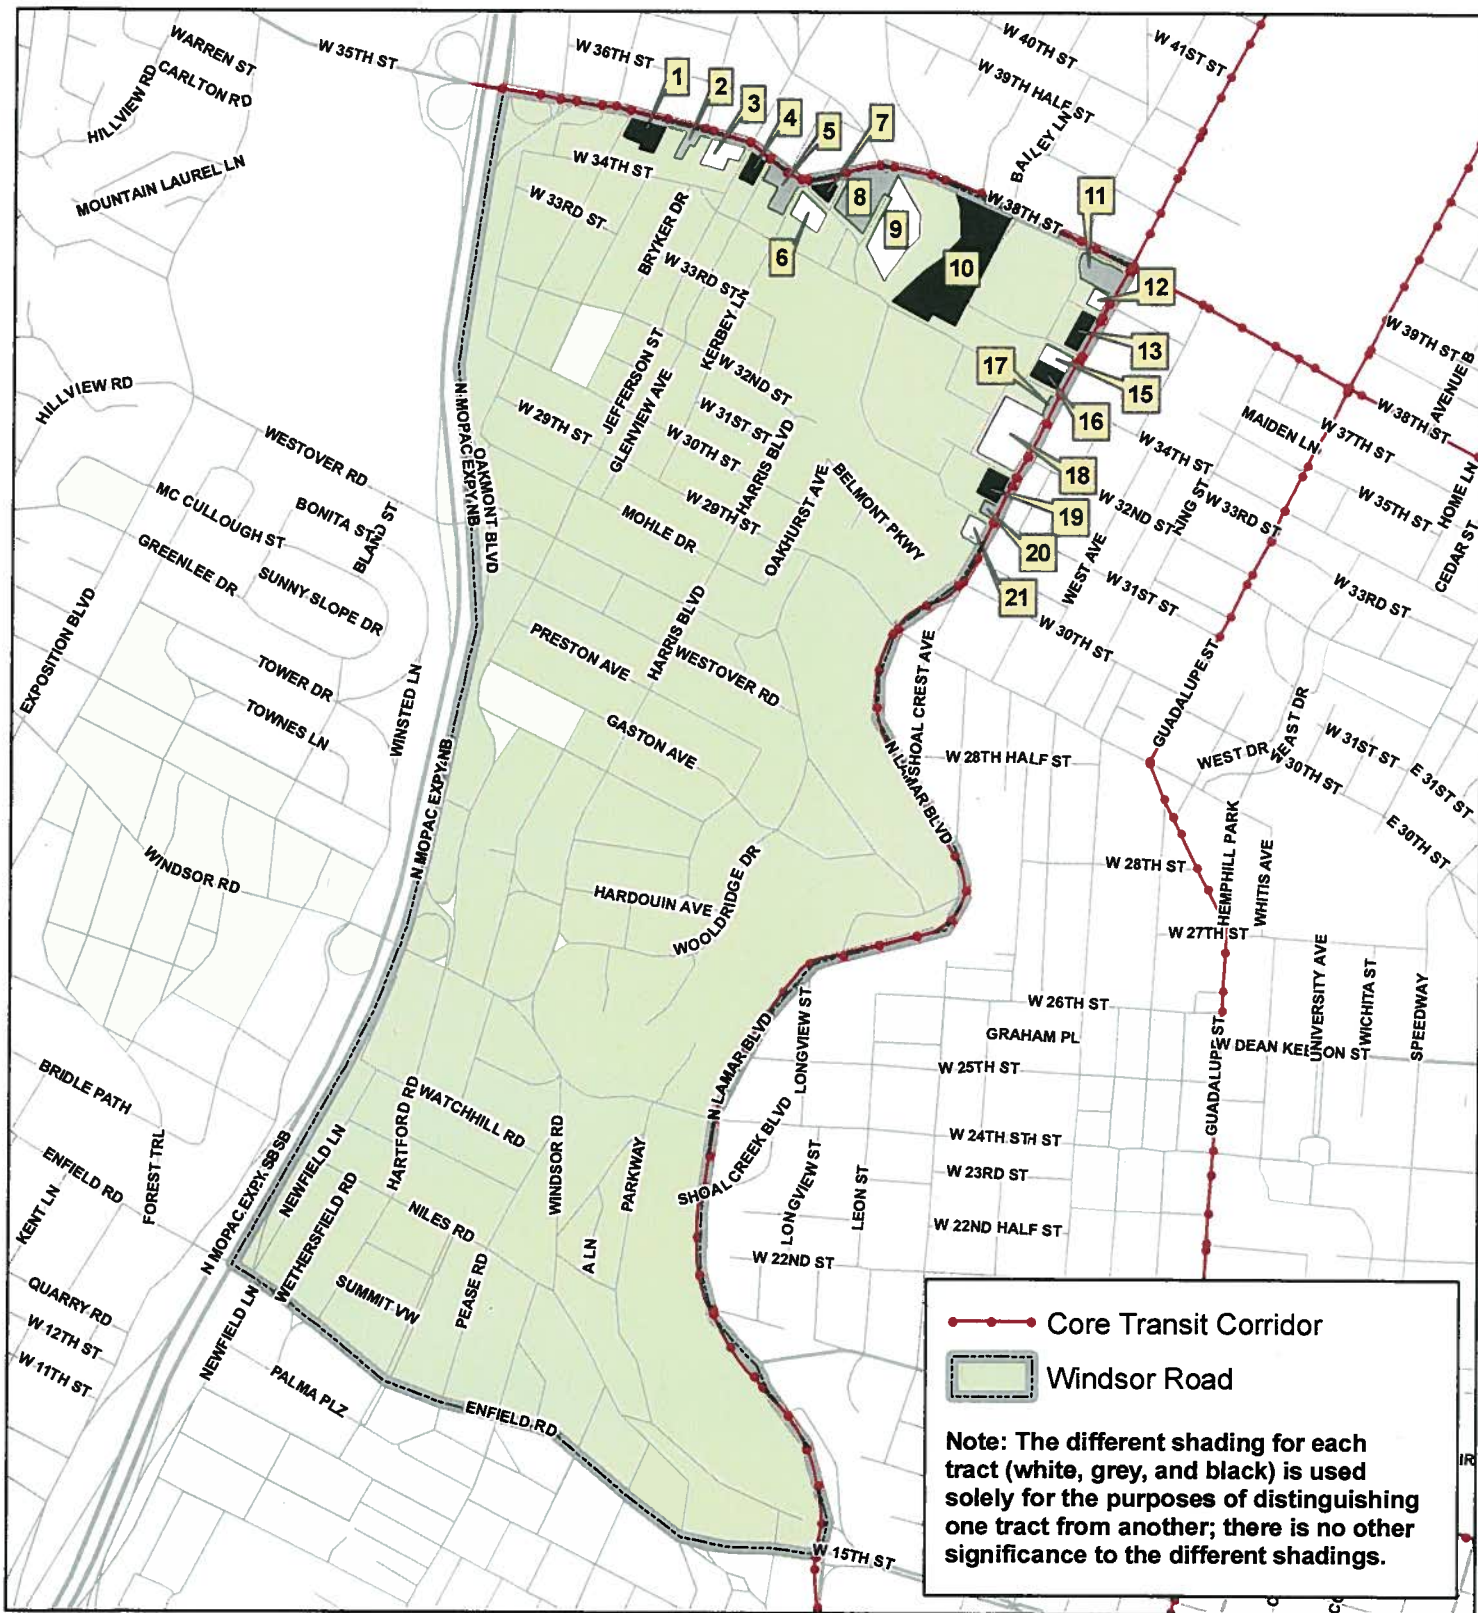 WARREN ST
CARLTON RD
HILLVIEW RD
MOUNTAIN LAUREL LN
W 35TH ST
W 36TH ST
W 40TH ST
W 41ST ST
W 39TH HALF ST
BAILEY LN
W 38TH ST
1
2
3
4
5
7
8
9
6
10
11
12
13
15
16
17
18
19
20
21
W 34TH ST
W 33RD ST
BRYKER DR
W 33RD ST
KERBEY LN
JEFFERSON ST
GLENVIEW AVE
W 32ND ST
W 31ST ST
W 30TH ST
HARRIS BLVD
W 29TH ST
W 29TH ST
MOHLE DR
OAKHURST AVE
BELMONT PKWY
HILLVIEW RD
WESTOVER RD
N MOPAC EXPY NB
OAKMONT BLVD
MC CULLOUGH ST
BONITA ST
BLAND ST
GREENLEE DR
SUNNY SLOPE DR
EXPOSITION BLVD
TOWER DR
TOWNES LN
WINSTED LN
N MOPAC EXPY NB
WINDSOR RD
PRESTON AVE
HARRIS BLVD
WESTOVER RD
GASTON AVE
HARDOUIN AVE
WOOLDRIDGE DR
W 39TH ST
AVENUE B
W 38TH ST
MAIDEN LN
W 37TH ST
W 34TH ST
W 35TH ST
HOME LN
CEDAR ST
KING ST
W 33RD ST
W 32ND ST
WEST AVE
W 31ST ST
W 33RD ST
W 30TH ST
SHOAL CREST AVE
N LAMAR BLVD
GUADALUPE ST
W 28TH HALF ST
WEST DR
EAST DR
W 30TH ST
W 31ST ST
E 31ST ST
E 30TH ST
W 28TH ST
HEMPHILL PARK
WHITIS AVE
W 27TH ST
W 26TH ST
GRAHAM PL
W 25TH ST
UNIVERSITY AVE
WICHITA ST
SPEEDWAY
GUADALUPE ST
W DEAN KEETON ST
LONGVIEW ST
N LAMAR BLVD
SHOAL CREEK BLVD
LONGVIEW ST
LEON ST
W 24TH STH ST
W 23RD ST
W 22ND HALF ST
W 22ND ST
BRIDLE PATH
ENFIELD RD
FOREST TRL
KENT LN
QUARRY RD
W 12TH ST
W 11TH ST
N MOPAC EXPY SBSB
NEWFIELD LN
HARTFORD RD
WATCHHILL RD
WETHERSFIELD RD
NILES RD
WINDSOR RD
PARKWAY
A LN
PEASE RD
SUMMIT VW
NEWFIELD LN
PALMA PLZ
ENFIELD RD
W 15TH ST
Core Transit Corridor
Windsor Road
Note: The different shading for each
tract (white, grey, and black) is used
solely for the purposes of distinguishing
one tract from another; there is no other
significance to the different shadings.